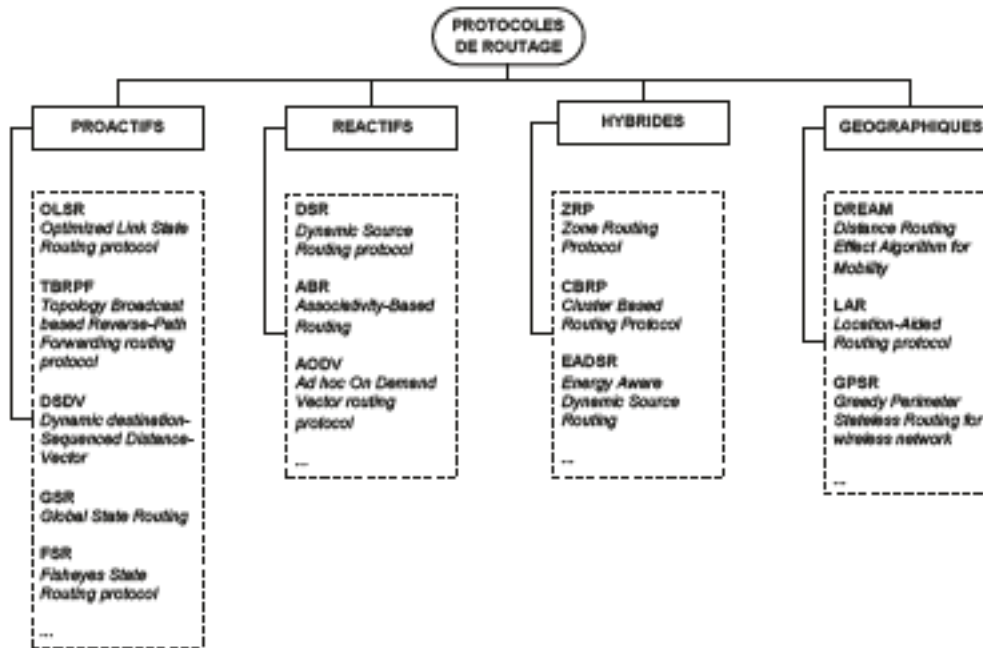 PROTOCOLES
DE ROUTAGE
PROACTIFS
REACTIFS
HYBRIDES
GEOGRAPHIQUES
OLSR
Optimized Link State
Routing protocol
TBRPF
Topology Broadcast
based Reverse-Path
Forwarding routing
protocol
DSDV
Dynamic destination-
Sequenced Distance-
Vector
GSR
Global State Routing
FSR
Fisheyes State
Routing protocol
...
DSR
Dynamic Source
Routing protocol
ABR
Associativity-Based
Routing
AODV
Ad hoc On Demand
Vector routing
protocol
...
ZRP
Zone Routing
Protocol
CBRP
Cluster Based
Routing Protocol
EADSR
Energy Aware
Dynamic Source
Routing
...
DREAM
Distance Routing
Effect Algorithm for
Mobility
LAR
Location-Aided
Routing protocol
GPSR
Greedy Perimeter
Stateless Routing for
wireless network
...